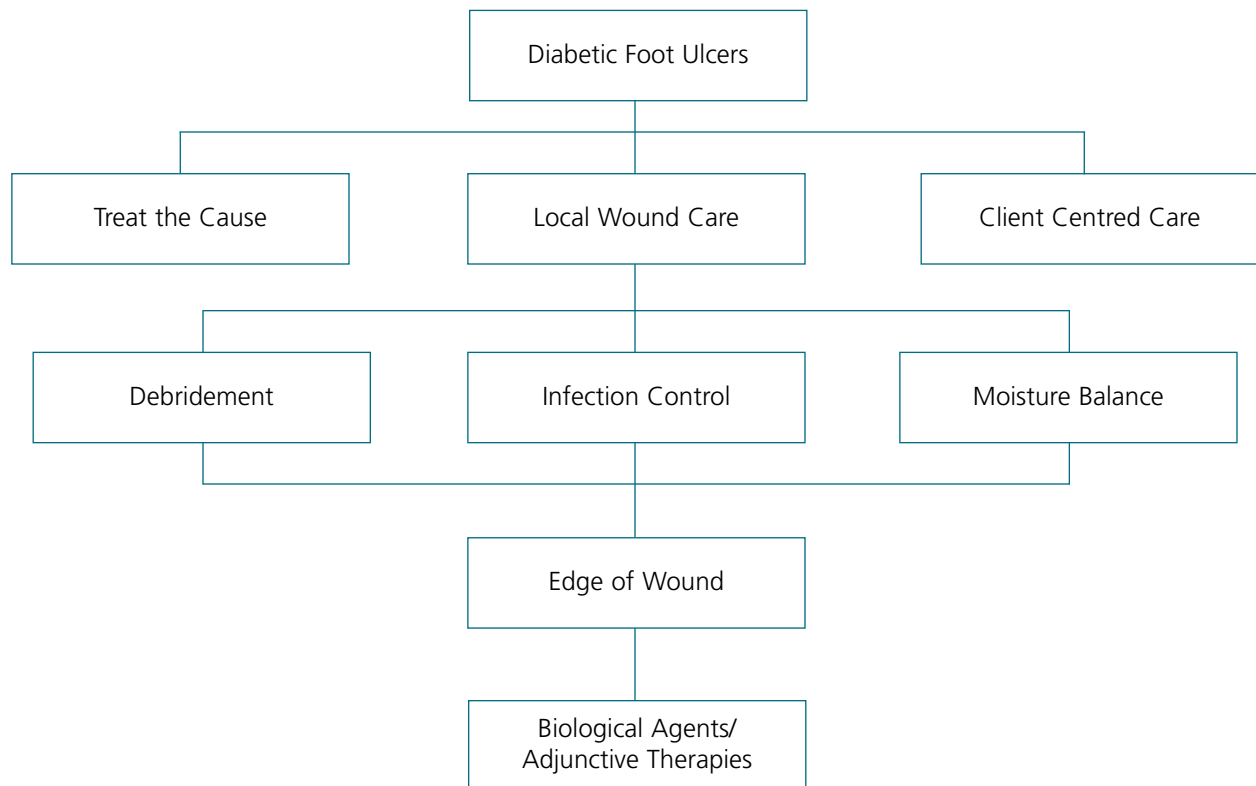 Diabetic Foot Ulcers
Treat the Cause
Local Wound Care
Client Centred Care
Debridement
Infection Control
Moisture Balance
Edge of Wound
Biological Agents/
Adjunctive Therapies